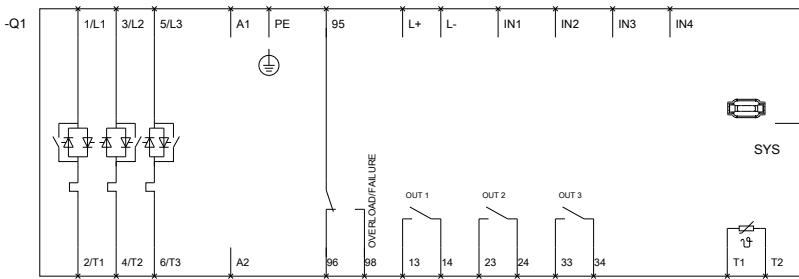 -Q1 1/L1 3/L2 5/L3 A1 PE 95 L+ L- IN1 IN2 IN3 IN4
SYS
OVERLOAD/FAILURE
OUT 1 OUT 2 OUT 3
ϑ
2/T1 4/T2 6/T3 A2 96 98 13 14 23 24 33 34 T1 T2